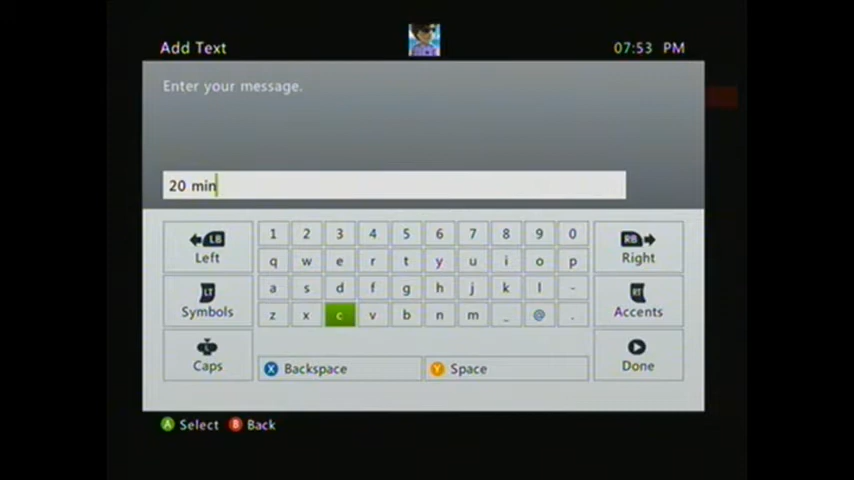 Add Text
07:53 PM
Enter your message.
20 min
LB
Left
1 2 3 4 5 6 7 8 9 0
RB
Right
q w e r t y u i o p
LT
Symbols
a s d f g h j k l -
RT
Accents
z x c v b n m _ @ .
L
Caps
X Backspace
Y Space
Done
A Select B Back